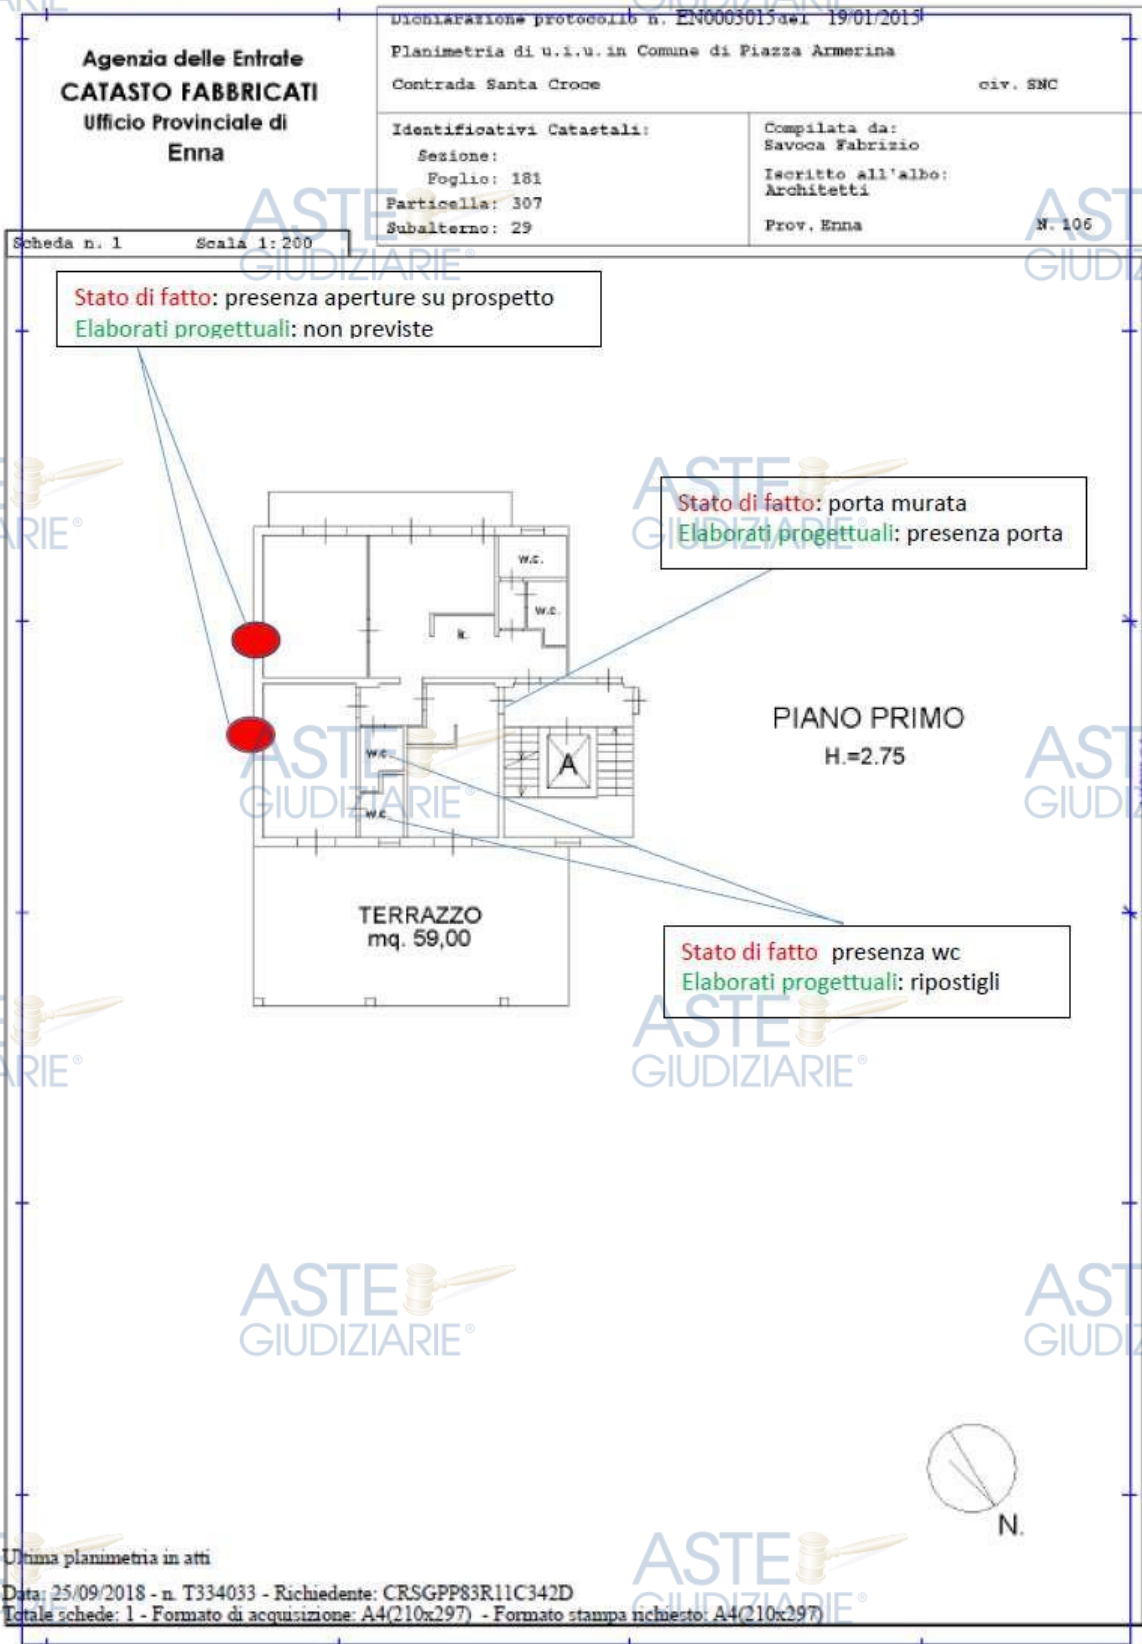 Dichiarazione protocollo n. EN0003015 del 19/01/2015
Agenzia delle Entrate
CATASTO FABBRICATI
Ufficio Provinciale di
Enna
Planimetria di u.i.u. in Comune di Piazza Armerina
Contrada Santa Croce civ. SNC
Identificativi Catastali:
Sezione:
Foglio: 181
Particella: 307
Subalterno: 29
Compilata da:
Savoca Fabrizio
Iscritto all'albo:
Architetti
Prov. Enna N. 106
Scheda n. 1 Scala 1:200
Stato di fatto: presenza aperture su prospetto
Elaborati progettuali: non previste
Stato di fatto: porta murata
Elaborati progettuali: presenza porta
w.c.
w.c.
k.
PIANO PRIMO
H.=2.75
w.c.
A
w.c.
TERRAZZO
mq. 59,00
Stato di fatto presenza wc
Elaborati progettuali: ripostigli
N.
Ultima planimetria in atti
Data: 25/09/2018 - n. T334033 - Richiedente: CRSGPP83R11C342D
Totale schede: 1 - Formato di acquisizione: A4(210x297) - Formato stampa richiesto: A4(210x297)
ASTE
GIUDIZIARIE®